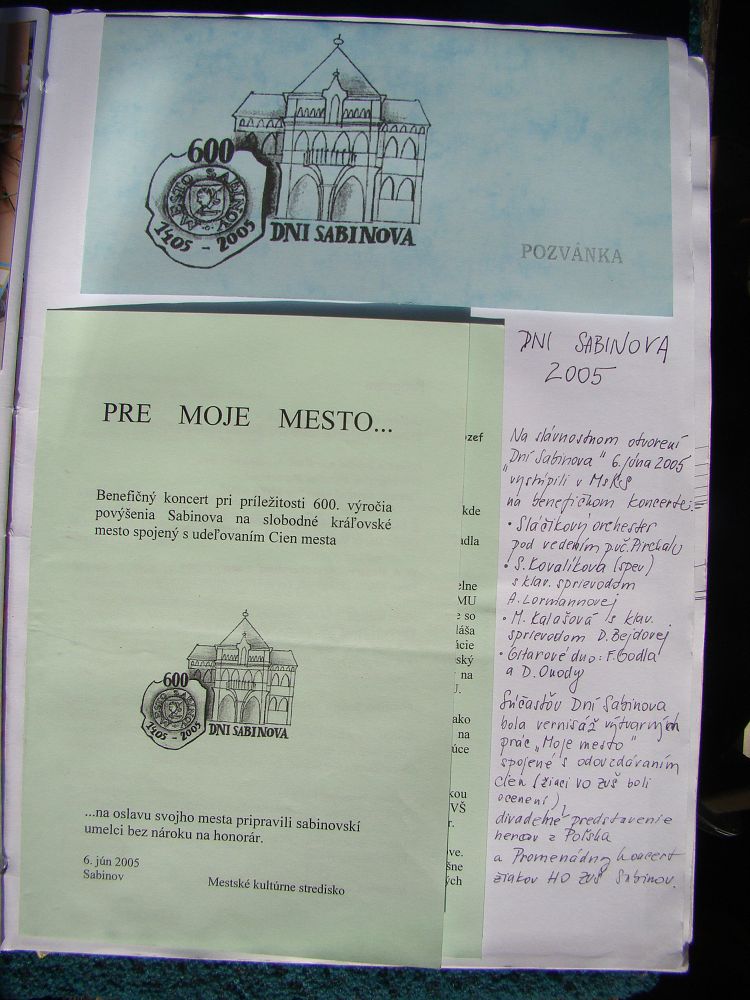 600
MESTO SABINOV
1405 - 2005
DNI SABINOVA
POZVÁNKA
PRE MOJE MESTO...
Benefičný koncert pri príležitosti 600. výročia
povýšenia Sabinova na slobodné kráľovské
mesto spojený s udeľovaním Cien mesta
600
1405 - 2005
DNI SABINOVA
...na oslavu svojho mesta pripravili sabinovskí
umelci bez nároku na honorár.
6. jún 2005
Sabinov
Mestské kultúrne stredisko
DNI SABINOVA
2005
Na slávnostnom otvorení
"Dní Sabinova" 6. júna 2005
vystúpili v MsKS
na benefičnom koncerte:
• Sláčikový orchester
pod vedením p.uč. Pirchalu
• S. Kovalíková (spev)
s klav. sprievodom
A. Lormannovej
• M. Kalašová s klav.
sprievodom D. Bejdovej
• Gitarové duo: F. Godla
a D. Onody
Súčasťou Dní Sabinova
bola vernisáž výtvarných
prác "Moje mesto"
spojené s odovzdávaním
cien (žiaci VO ZUŠ boli
ocenení),
divadelné predstavenie
hercov z Poľska
a Promenádny koncert
žiakov HO ZUŠ Sabinov.